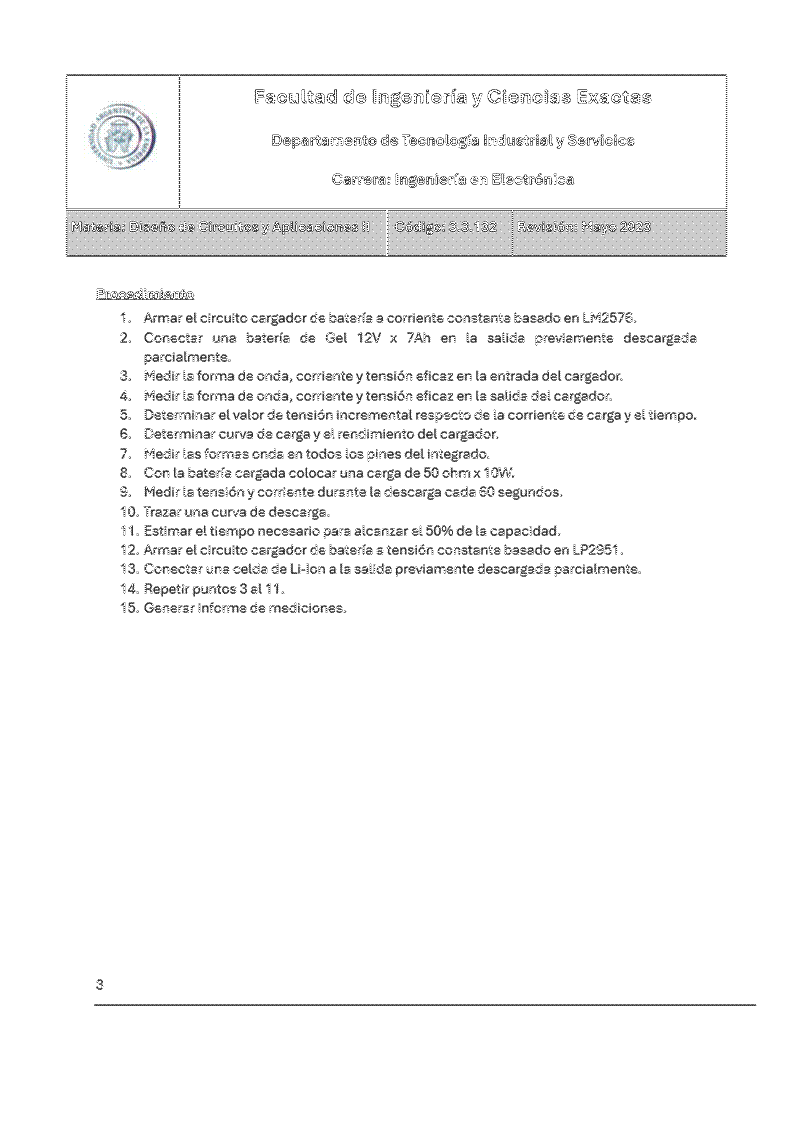 Facultad de Ingeniería y Ciencias Exactas
Departamento de Tecnología Industrial y Servicios
Carrera: Ingeniería en Electrónica
Materia: Diseño de Circuitos y Aplicaciones II Código: 3.3.132 Revisión: Mayo 2023
Procedimiento
1. Armar el circuito cargador de batería a corriente constante basado en LM2576.
2. Conectar una batería de Gel 12V x 7Ah en la salida previamente descargada
parcialmente.
3. Medir la forma de onda, corriente y tensión eficaz en la entrada del cargador.
4. Medir la forma de onda, corriente y tensión eficaz en la salida del cargador.
5. Determinar el valor de tensión incremental respecto de la corriente de carga y el tiempo.
6. Determinar curva de carga y el rendimiento del cargador.
7. Medir las formas onda en todos los pines del integrado.
8. Con la batería cargada colocar una carga de 50 ohm x 10W.
9. Medir la tensión y corriente durante la descarga cada 60 segundos.
10. Trazar una curva de descarga.
11. Estimar el tiempo necesario para alcanzar el 50% de la capacidad.
12. Armar el circuito cargador de batería a tensión constante basado en LP2951.
13. Conectar una celda de Li-Ion a la salida previamente descargada parcialmente.
14. Repetir puntos 3 al 11.
15. Generar informe de mediciones.
3